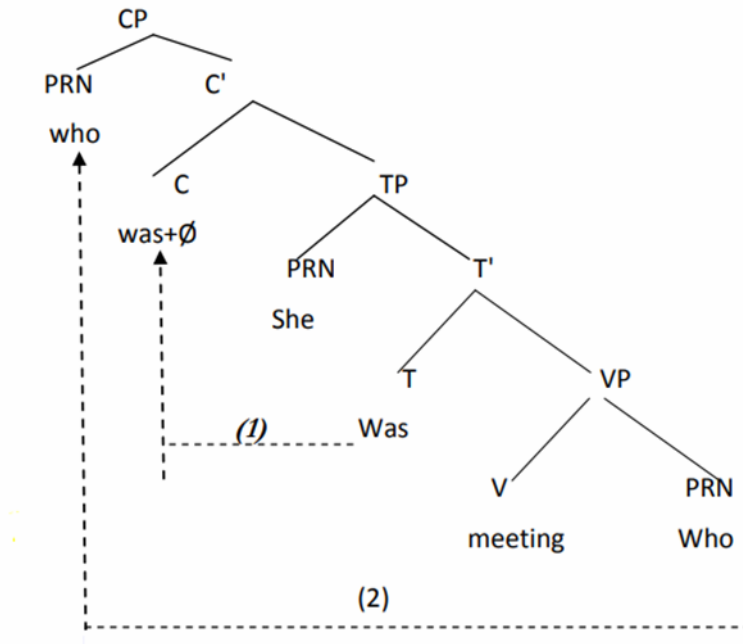 CP
PRN C'
who
C TP
was+Ø
PRN T'
She
T VP
(1) Was
V PRN
meeting Who
(2)